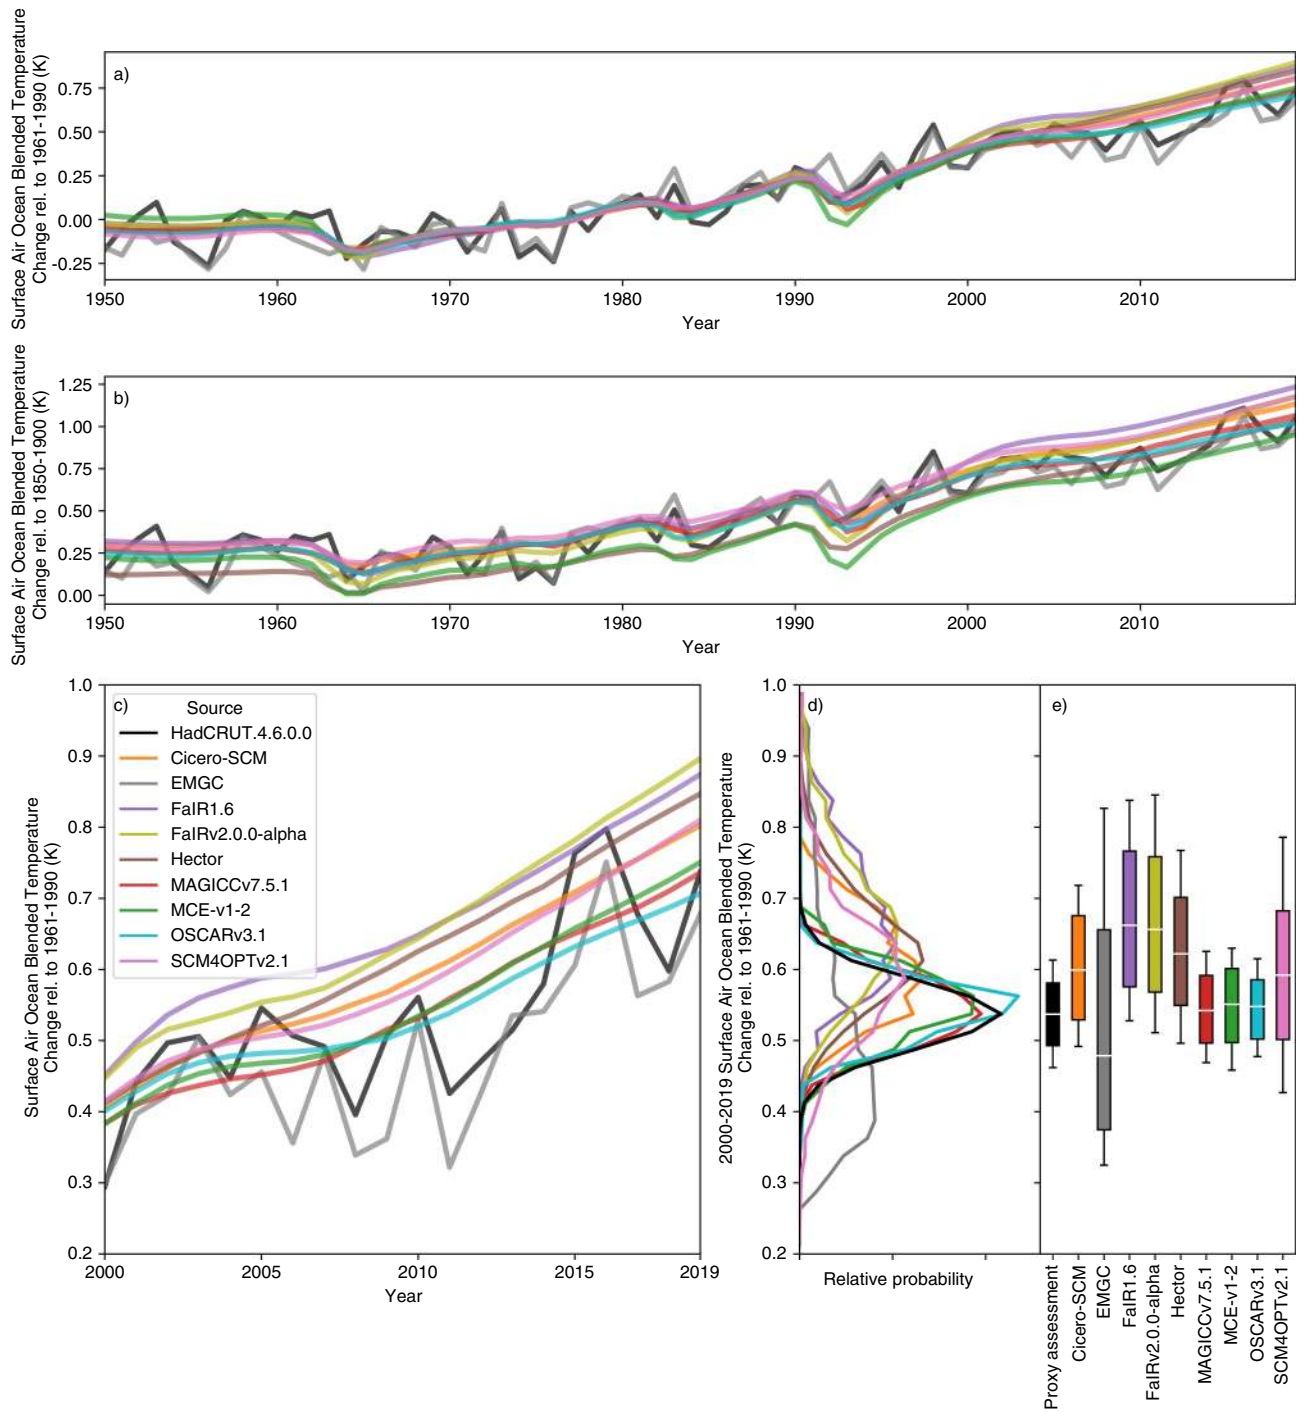 Surface Air Ocean Blended Temperature
Change rel. to 1961-1990 (K)
a)
0.75
0.50
0.25
0.00
-0.25
1950
1960
1970
1980
1990
2000
2010
Year
Surface Air Ocean Blended Temperature
Change rel. to 1850-1900 (K)
b)
1.25
1.00
0.75
0.50
0.25
0.00
1950
1960
1970
1980
1990
2000
2010
Year
Surface Air Ocean Blended Temperature
Change rel. to 1961-1990 (K)
c)
1.0
0.9
0.8
0.7
0.6
0.5
0.4
0.3
0.2
Source
HadCRUT.4.6.0.0
Cicero-SCM
EMGC
FaIR1.6
FaIRv2.0.0-alpha
Hector
MAGICCv7.5.1
MCE-v1-2
OSCARv3.1
SCM4OPTv2.1
2000
2005
2010
2015
2019
Year
2000-2019 Surface Air Ocean Blended Temperature
Change rel. to 1961-1990 (K)
d)
1.0
0.9
0.8
0.7
0.6
0.5
0.4
0.3
0.2
Relative probability
e)
Proxy assessment
Cicero-SCM
EMGC
FaIR1.6
FaIRv2.0.0-alpha
Hector
MAGICCv7.5.1
MCE-v1-2
OSCARv3.1
SCM4OPTv2.1